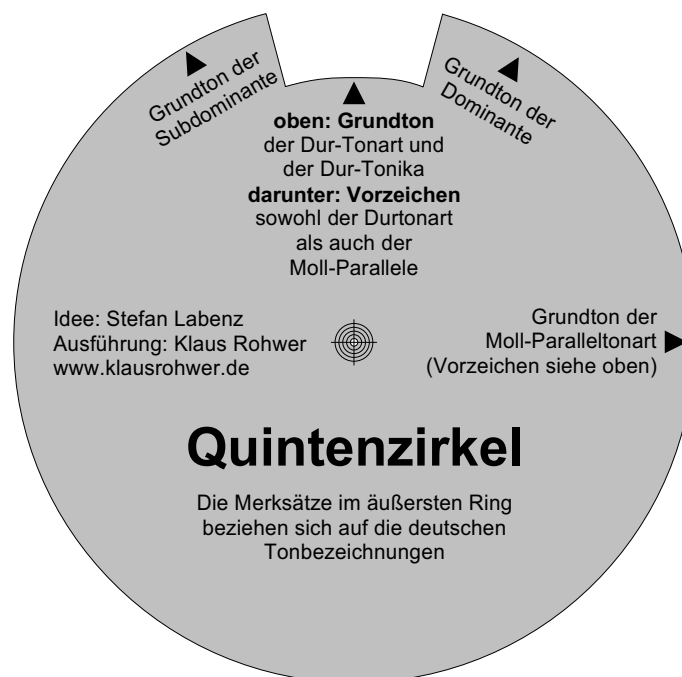 Grundton der
Subdominante
Grundton der
Dominante
oben: Grundton
der Dur-Tonart und
der Dur-Tonika
darunter: Vorzeichen
sowohl der Durtonart
als auch der
Moll-Parallele
Idee: Stefan Labenz
Ausführung: Klaus Rohwer
www.klausrohwer.de
Grundton der
Moll-Paralleltonart
(Vorzeichen siehe oben)
Quintenzirkel
Die Merksätze im äußersten Ring
beziehen sich auf die deutschen
Tonbezeichnungen